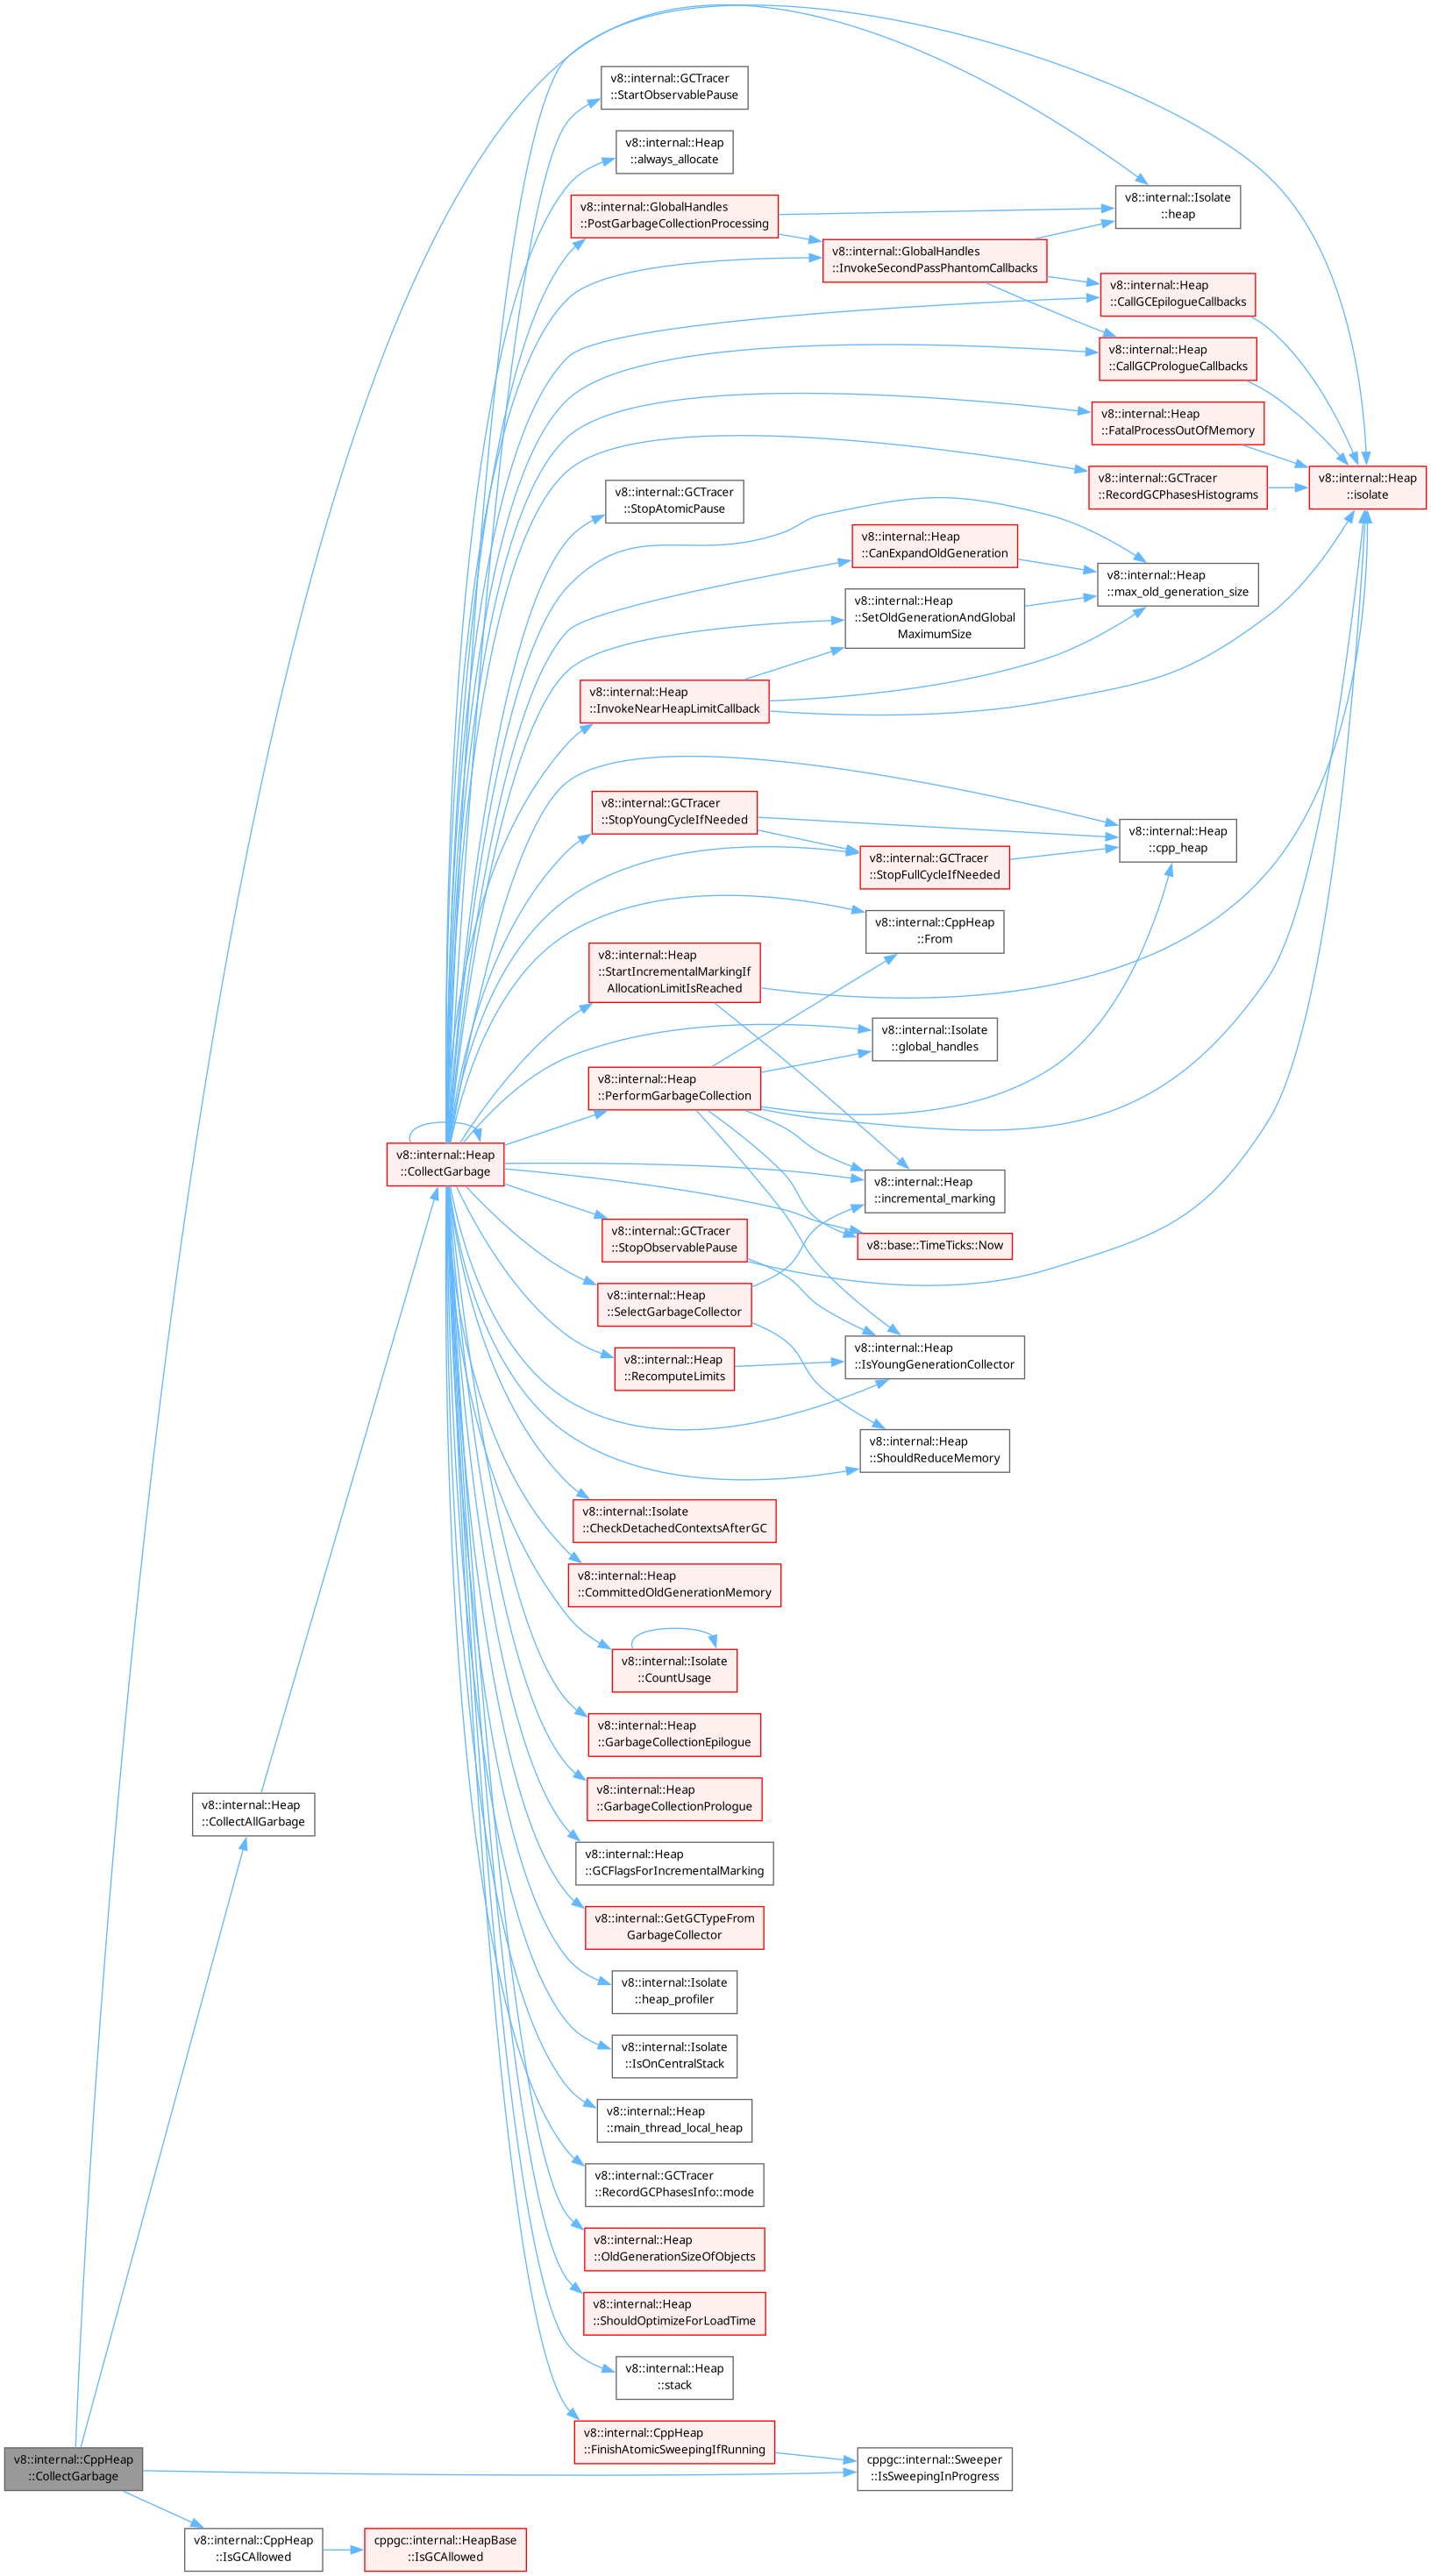 v8::internal::GCTracer
::StartObservablePause
v8::internal::Heap
::always_allocate
v8::internal::GlobalHandles
::PostGarbageCollectionProcessing
v8::internal::Isolate
::heap
v8::internal::GlobalHandles
::InvokeSecondPassPhantomCallbacks
v8::internal::Heap
::CallGCEpilogueCallbacks
v8::internal::Heap
::CallGCPrologueCallbacks
v8::internal::Heap
::FatalProcessOutOfMemory
v8::internal::GCTracer
::RecordGCPhasesHistograms
v8::internal::Heap
::isolate
v8::internal::GCTracer
::StopAtomicPause
v8::internal::Heap
::CanExpandOldGeneration
v8::internal::Heap
::max_old_generation_size
v8::internal::Heap
::SetOldGenerationAndGlobal
MaximumSize
v8::internal::Heap
::InvokeNearHeapLimitCallback
v8::internal::GCTracer
::StopYoungCycleIfNeeded
v8::internal::Heap
::cpp_heap
v8::internal::GCTracer
::StopFullCycleIfNeeded
v8::internal::CppHeap
::From
v8::internal::Heap
::StartIncrementalMarkingIf
AllocationLimitIsReached
v8::internal::Isolate
::global_handles
v8::internal::Heap
::PerformGarbageCollection
v8::internal::Heap
::CollectGarbage
v8::internal::Heap
::incremental_marking
v8::internal::GCTracer
::StopObservablePause
v8::base::TimeTicks::Now
v8::internal::Heap
::SelectGarbageCollector
v8::internal::Heap
::IsYoungGenerationCollector
v8::internal::Heap
::RecomputeLimits
v8::internal::Heap
::ShouldReduceMemory
v8::internal::Isolate
::CheckDetachedContextsAfterGC
v8::internal::Heap
::CommittedOldGenerationMemory
v8::internal::Isolate
::CountUsage
v8::internal::Heap
::GarbageCollectionEpilogue
v8::internal::Heap
::GarbageCollectionPrologue
v8::internal::Heap
::CollectAllGarbage
v8::internal::Heap
::GCFlagsForIncrementalMarking
v8::internal::GetGCTypeFrom
GarbageCollector
v8::internal::Isolate
::heap_profiler
v8::internal::Isolate
::IsOnCentralStack
v8::internal::Heap
::main_thread_local_heap
v8::internal::GCTracer
::RecordGCPhasesInfo::mode
v8::internal::Heap
::OldGenerationSizeOfObjects
v8::internal::Heap
::ShouldOptimizeForLoadTime
v8::internal::Heap
::stack
v8::internal::CppHeap
::FinishAtomicSweepingIfRunning
v8::internal::CppHeap
::CollectGarbage
cppgc::internal::Sweeper
::IsSweepingInProgress
v8::internal::CppHeap
::IsGCAllowed
cppgc::internal::HeapBase
::IsGCAllowed